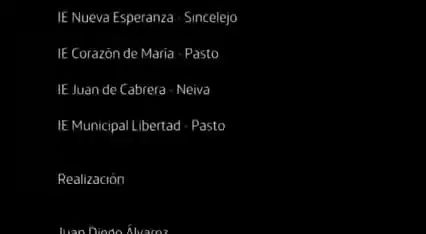 IE Nueva Esperanza - Sincelejo
IE Corazón de María - Pasto
IE Juan de Cabrera - Neiva
IE Municipal Libertad - Pasto
Realización
Juan Diego Álvarez